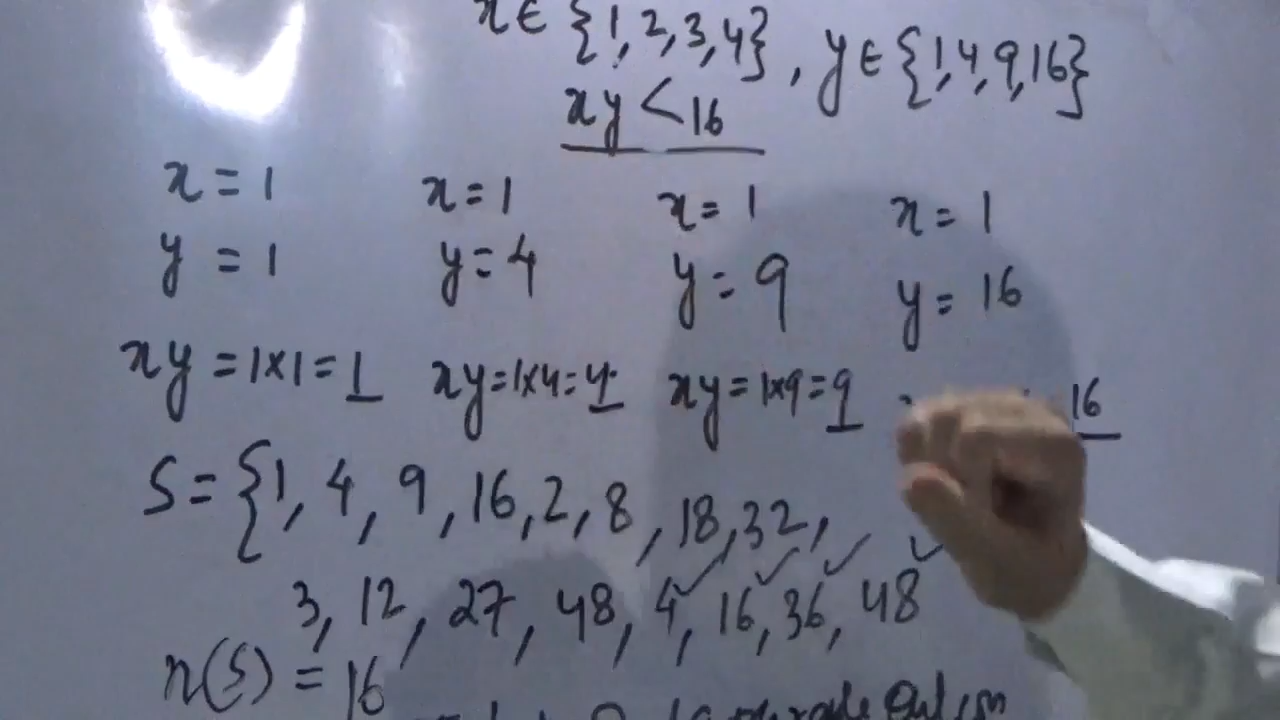 x ∈ {1, 2, 3, 4}, y ∈ {1, 4, 9, 16}
xy < 16
x = 1 x = 1 x = 1 x = 1
y = 1 y = 4 y = 9 y = 16
xy = 1×1 = 1 xy = 1×4 = 4 xy = 1×9 = 9 16
S = {1, 4, 9, 16, 2, 8, 18, 32,
3, 12, 27, 48, 4, 16, 36, 48
n(S) = 16